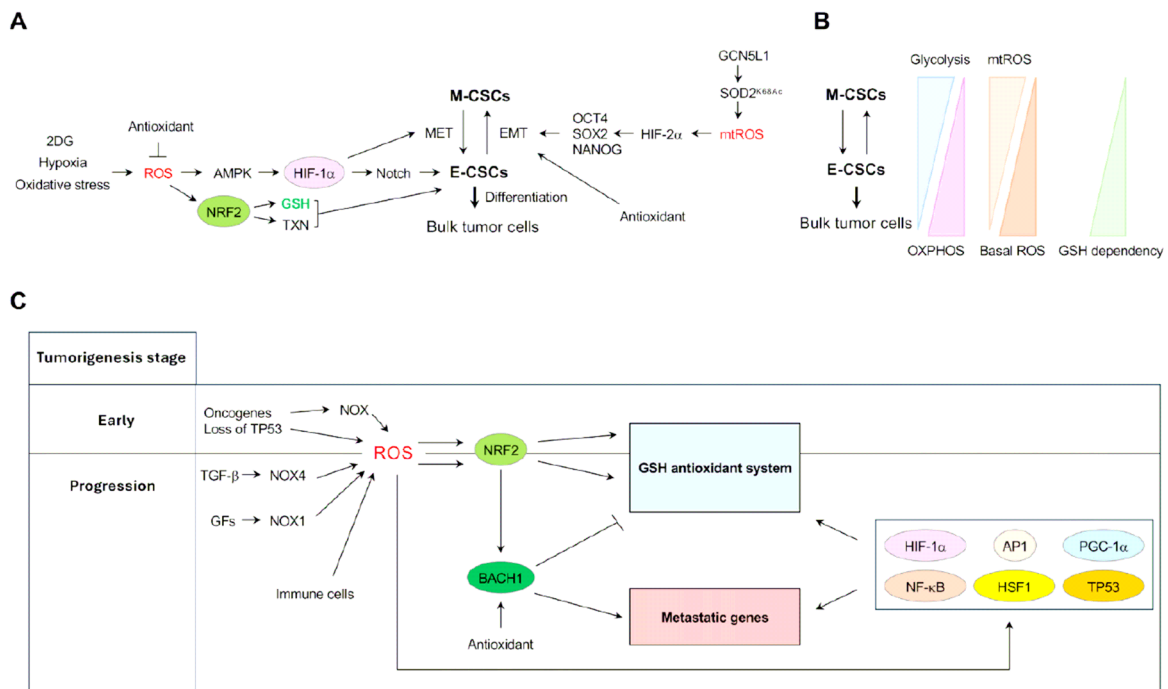 A
GCN5L1
SOD2K68Ac
mtROS
HIF-2α
OCT4
SOX2
NANOG
M-CSCs
MET
EMT
E-CSCs
Differentiation
Bulk tumor cells
Antioxidant
Antioxidant
2DG
Hypoxia
Oxidative stress
ROS
AMPK
HIF-1α
Notch
NRF2
GSH
TXN
B
Glycolysis
mtROS
M-CSCs
E-CSCs
Bulk tumor cells
OXPHOS
Basal ROS
GSH dependency
C
Tumorigenesis stage
Early
Progression
Oncogenes
Loss of TP53
NOX
ROS
TGF-β
NOX4
GFs
NOX1
Immune cells
NRF2
BACH1
Antioxidant
GSH antioxidant system
Metastatic genes
HIF-1α
AP1
PGC-1α
NF-κB
HSF1
TP53